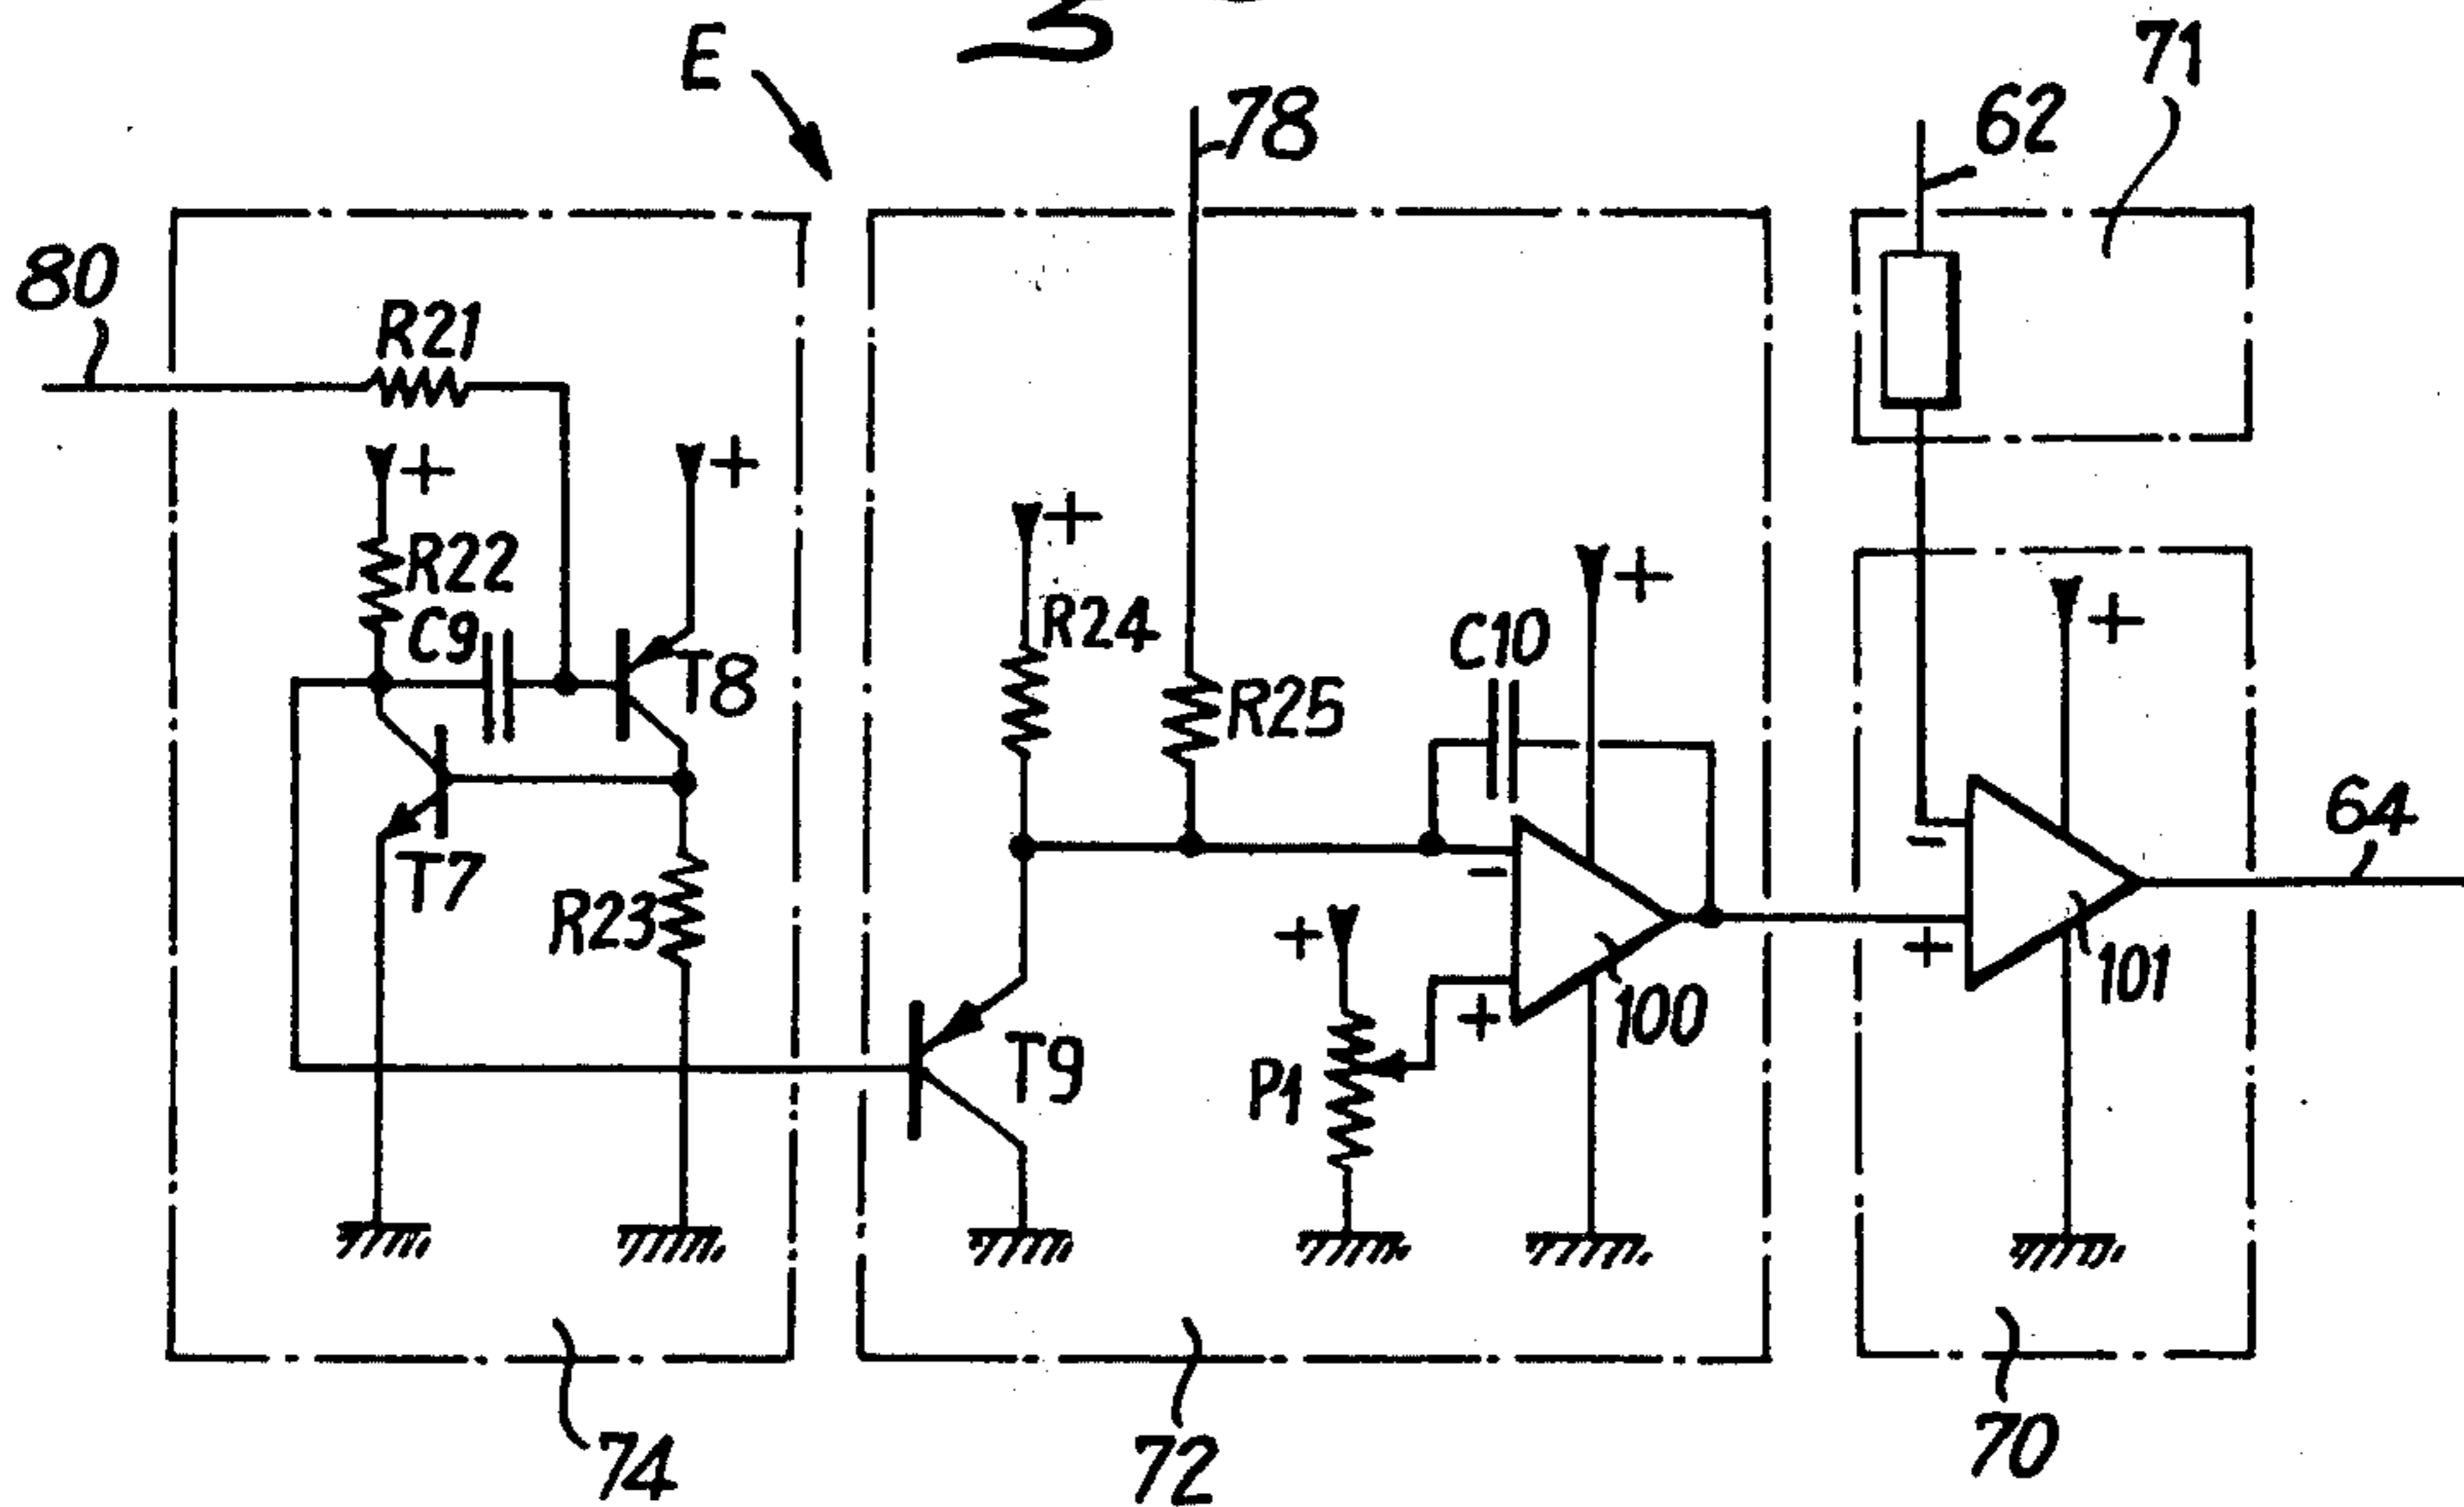 E
78
71
62
80
R21
+
+
+
R22
R24
+
C9
C10
+
T8
R25
64
T7
-
R23
+
-
101
+
100
+
T9
P1
+
74
72
70